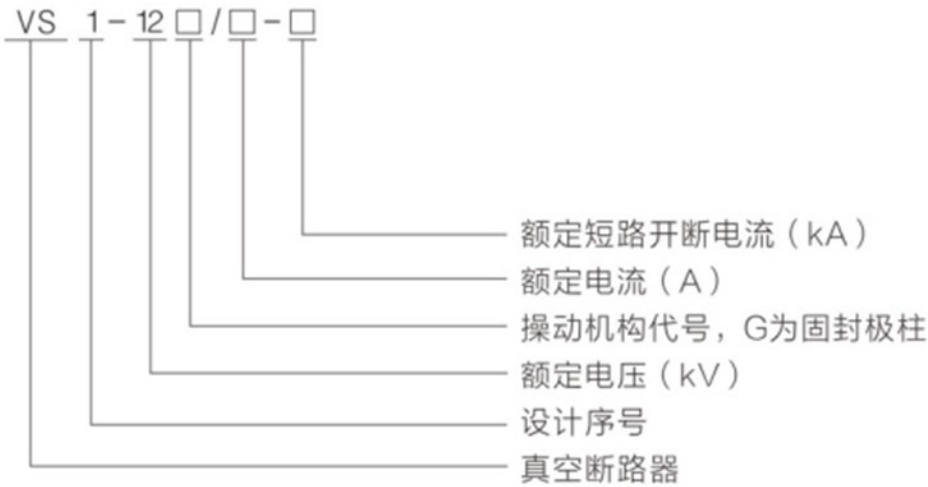 VS 1-12□/□-□
额定短路开断电流（kA）
额定电流（A）
操动机构代号，G为固封极柱
额定电压（kV）
设计序号
真空断路器